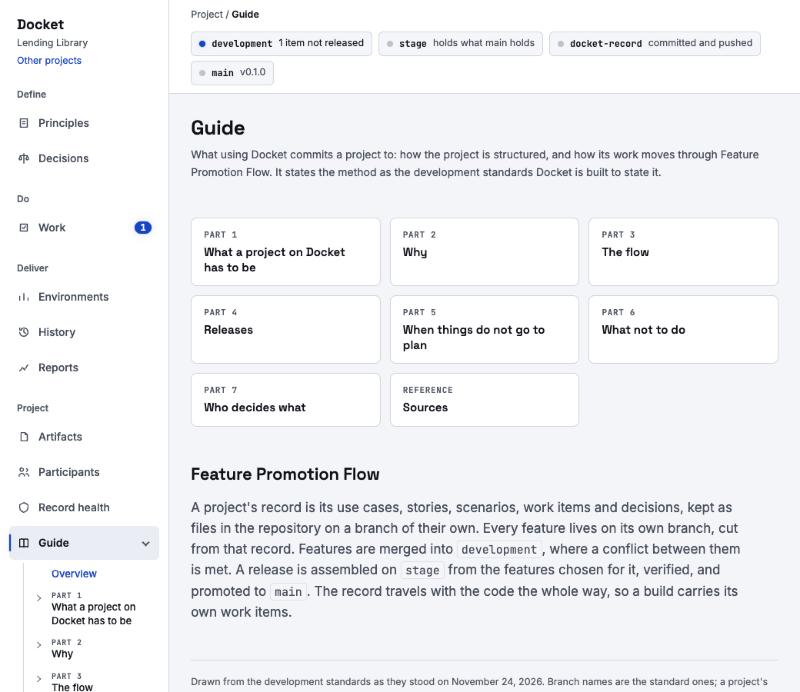 Docket
Lending Library
Other projects
Define
Principles
Decisions
Do
Work 1
Deliver
Environments
History
Reports
Project
Artifacts
Participants
Record health
Guide
Overview
PART 1
What a project on
Docket has to be
PART 2
Why
PART 3
The flow
Project / Guide
development 1 item not released
stage holds what main holds
docket-record committed and pushed
main v0.1.0
Guide
What using Docket commits a project to: how the project is structured, and how its work moves through Feature
Promotion Flow. It states the method as the development standards Docket is built to state it.
PART 1
What a project on Docket
has to be
PART 2
Why
PART 3
The flow
PART 4
Releases
PART 5
When things do not go to
plan
PART 6
What not to do
PART 7
Who decides what
REFERENCE
Sources
Feature Promotion Flow
A project's record is its use cases, stories, scenarios, work items and decisions, kept as
files in the repository on a branch of their own. Every feature lives on its own branch, cut
from that record. Features are merged into development, where a conflict between them
is met. A release is assembled on stage from the features chosen for it, verified, and
promoted to main. The record travels with the code the whole way, so a build carries its
own work items.
Drawn from the development standards as they stood on November 24, 2026. Branch names are the standard ones; a project's